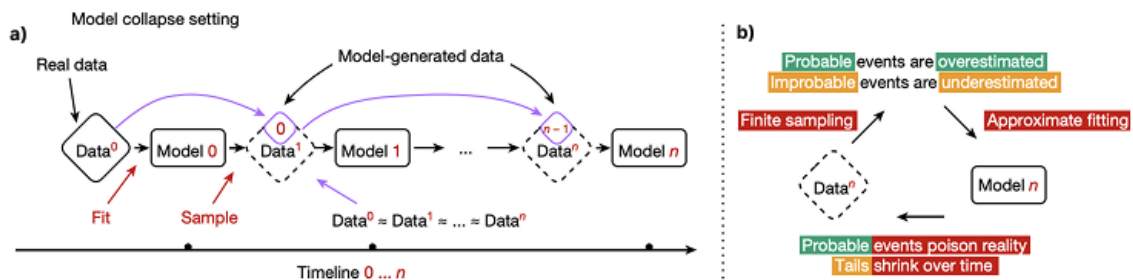 Model collapse setting
a)
Real data
Model-generated data
Data⁰
Model 0
0
Data¹
Model 1
...
n − 1
Dataⁿ
Model n
Fit
Sample
Data⁰ ≈ Data¹ ≈ ... ≈ Dataⁿ
Timeline 0 ... n
b)
Probable events are overestimated
Improbable events are underestimated
Finite sampling
Approximate fitting
Dataⁿ
Model n
Probable events poison reality
Tails shrink over time